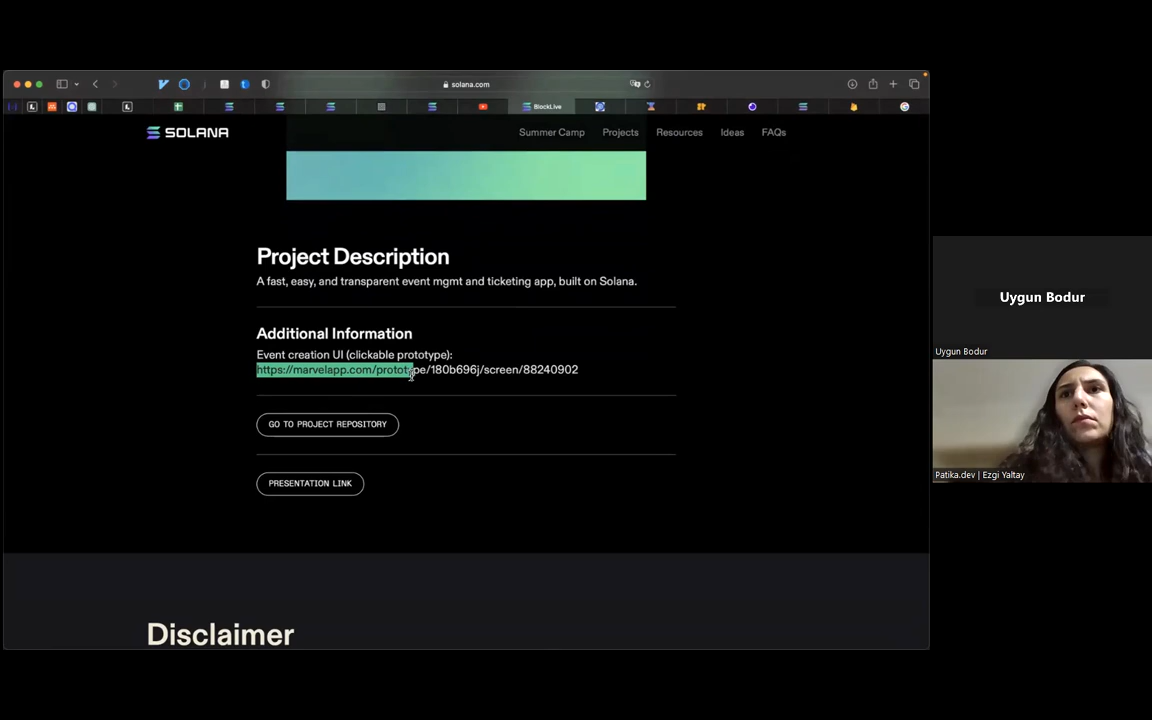 solana.com
BlockLive
SOLANA
Summer Camp
Projects
Resources
Ideas
FAQs
Project Description
A fast, easy, and transparent event mgmt and ticketing app, built on Solana.
Additional Information
Event creation UI (clickable prototype):
https://marvelapp.com/prototype/180b696j/screen/88240902
GO TO PROJECT REPOSITORY
PRESENTATION LINK
Disclaimer
Uygun Bodur
Uygun Bodur
Patika.dev | Ezgi Yaltay